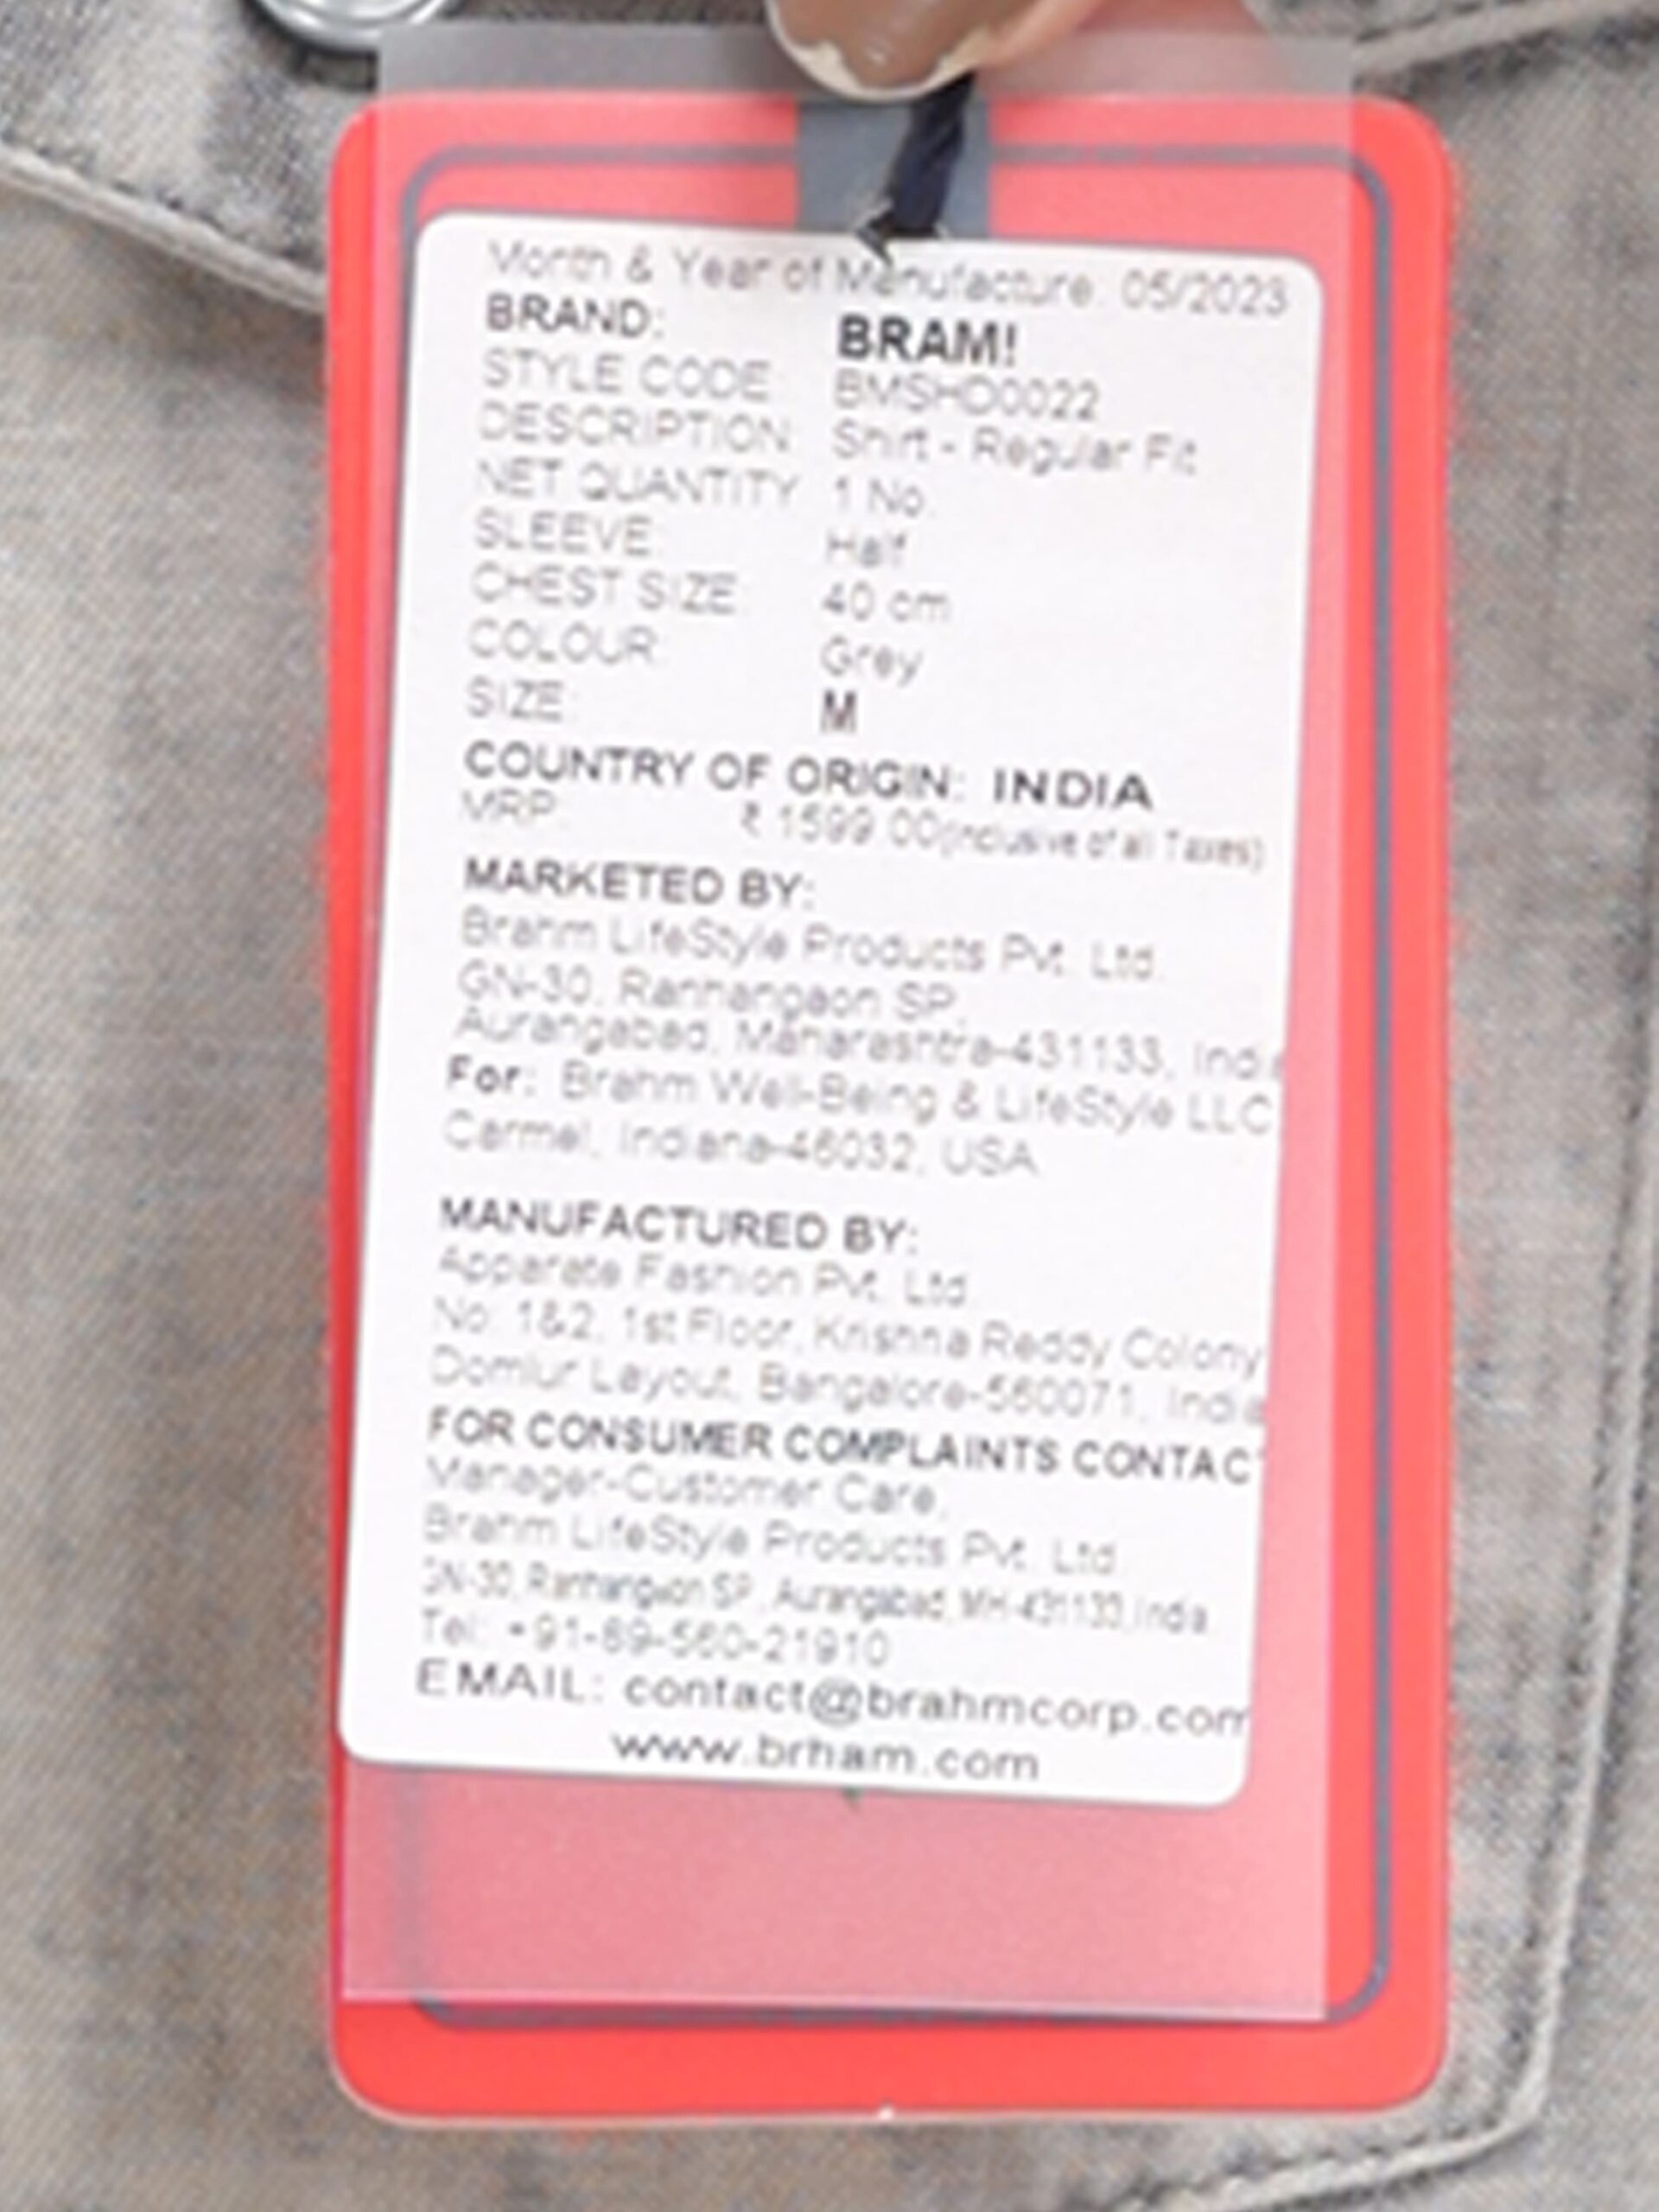 Month & Year of Manufacture: 05/2023
BRAND: BRAM!
STYLE CODE: BMSHD0022
DESCRIPTION: Shirt - Regular Fit
NET QUANTITY 1 No.
SLEEVE: Half
CHEST SIZE: 40 cm
COLOUR: Grey
SIZE: M
COUNTRY OF ORIGIN: INDIA
MRP: ₹ 1599.00(Inclusive of all Taxes)
MARKETED BY:
Brahm LifeStyle Products Pvt. Ltd.
GN-30, Ranhangaon SP,
Aurangabad, Maharashtra-431133, India
For: Brahm Well-Being & LifeStyle LLC
Carmel, Indiana-46032, USA
MANUFACTURED BY:
Apparate Fashion Pvt. Ltd.
No: 1&2, 1st Floor, Krishna Reddy Colony
Domlur Layout, Bangalore-560071, India
FOR CONSUMER COMPLAINTS CONTACT
Manager-Customer Care,
Brahm LifeStyle Products Pvt. Ltd.
GN-30, Ranhangaon SP, Aurangabad, MH-431133, India
Tel: +91-89-560-21910
EMAIL: contact@brahmcorp.com
www.brham.com